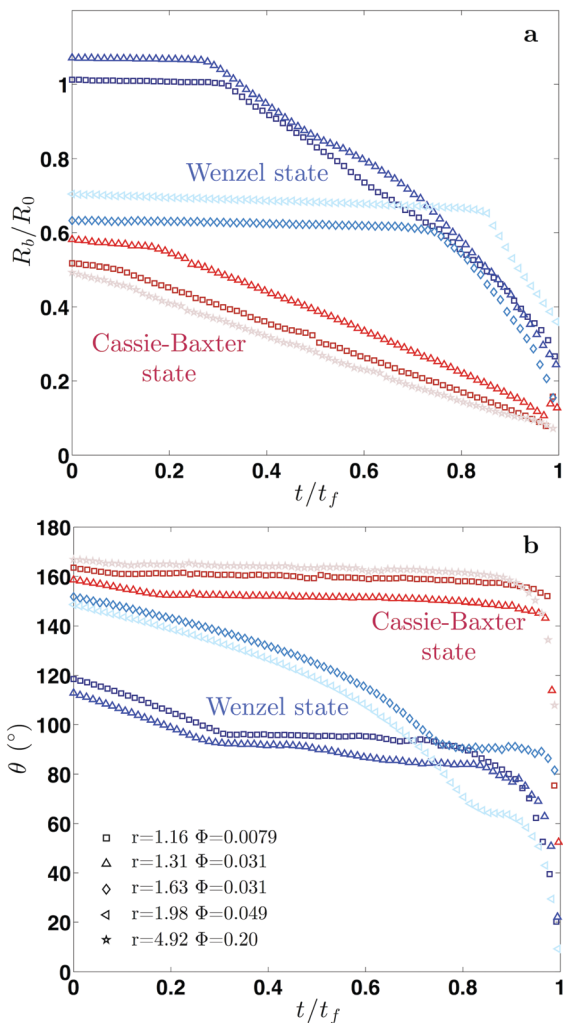 a
1
0.8
0.6
0.4
0.2
0
R_b/R_0
Wenzel state
Cassie-Baxter
state
0 0.2 0.4 0.6 0.8 1
t/t_f
b
180
160
140
120
100
80
60
40
20
0
θ (°)
Cassie-Baxter
state
Wenzel state
r=1.16 Φ=0.0079
r=1.31 Φ=0.031
r=1.63 Φ=0.031
r=1.98 Φ=0.049
r=4.92 Φ=0.20
0 0.2 0.4 0.6 0.8 1
t/t_f